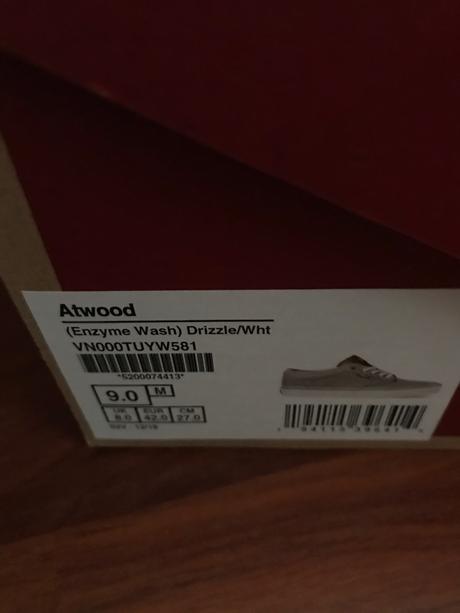 Atwood
(Enzyme Wash) Drizzle/Wht
VN000TUYW581
*5200074413*
9.0 M
UK EUR CM
8.0 42.0 27.0